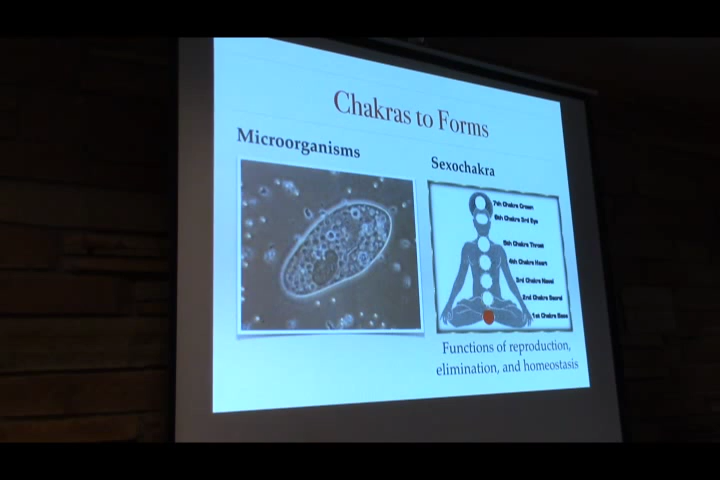 Chakras to Forms
Microorganisms
Sexochakra
7th Chakra Crown
6th Chakra 3rd Eye
5th Chakra Throat
4th Chakra Heart
3rd Chakra Navel
2nd Chakra Sacral
1st Chakra Base
Functions of reproduction,
elimination, and homeostasis